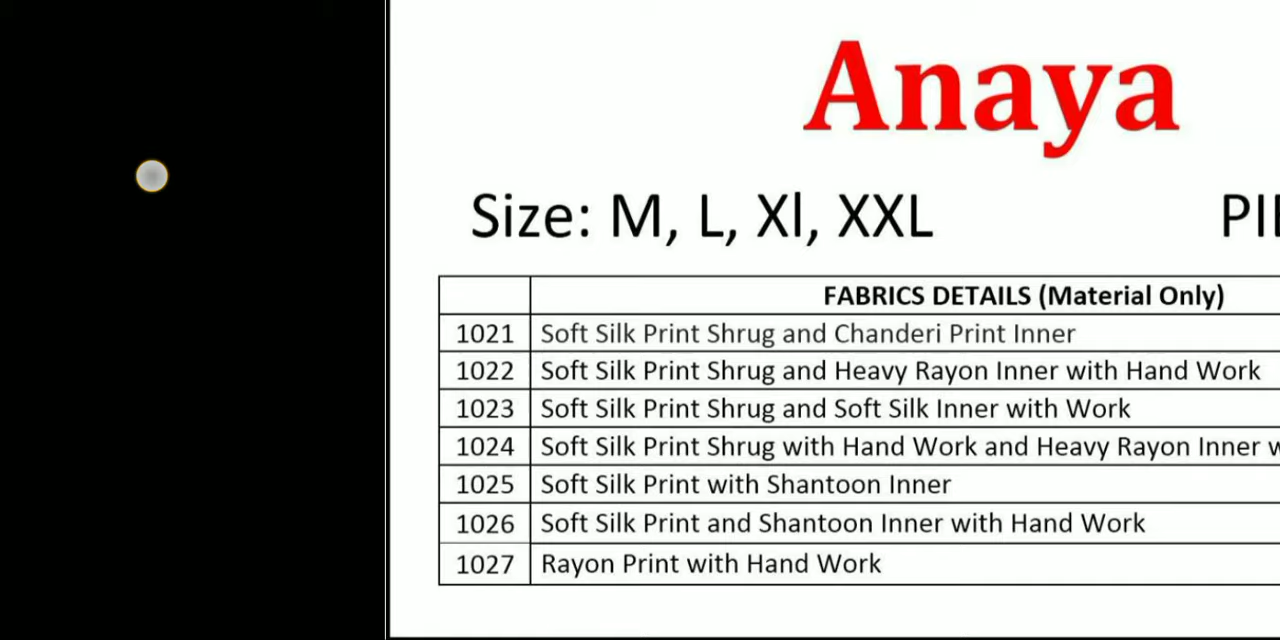 Anaya
Size: M, L, Xl, XXL
FABRICS DETAILS (Material Only)
1021 Soft Silk Print Shrug and Chanderi Print Inner
1022 Soft Silk Print Shrug and Heavy Rayon Inner with Hand Work
1023 Soft Silk Print Shrug and Soft Silk Inner with Work
1024 Soft Silk Print Shrug with Hand Work and Heavy Rayon Inner
1025 Soft Silk Print with Shantoon Inner
1026 Soft Silk Print and Shantoon Inner with Hand Work
1027 Rayon Print with Hand Work